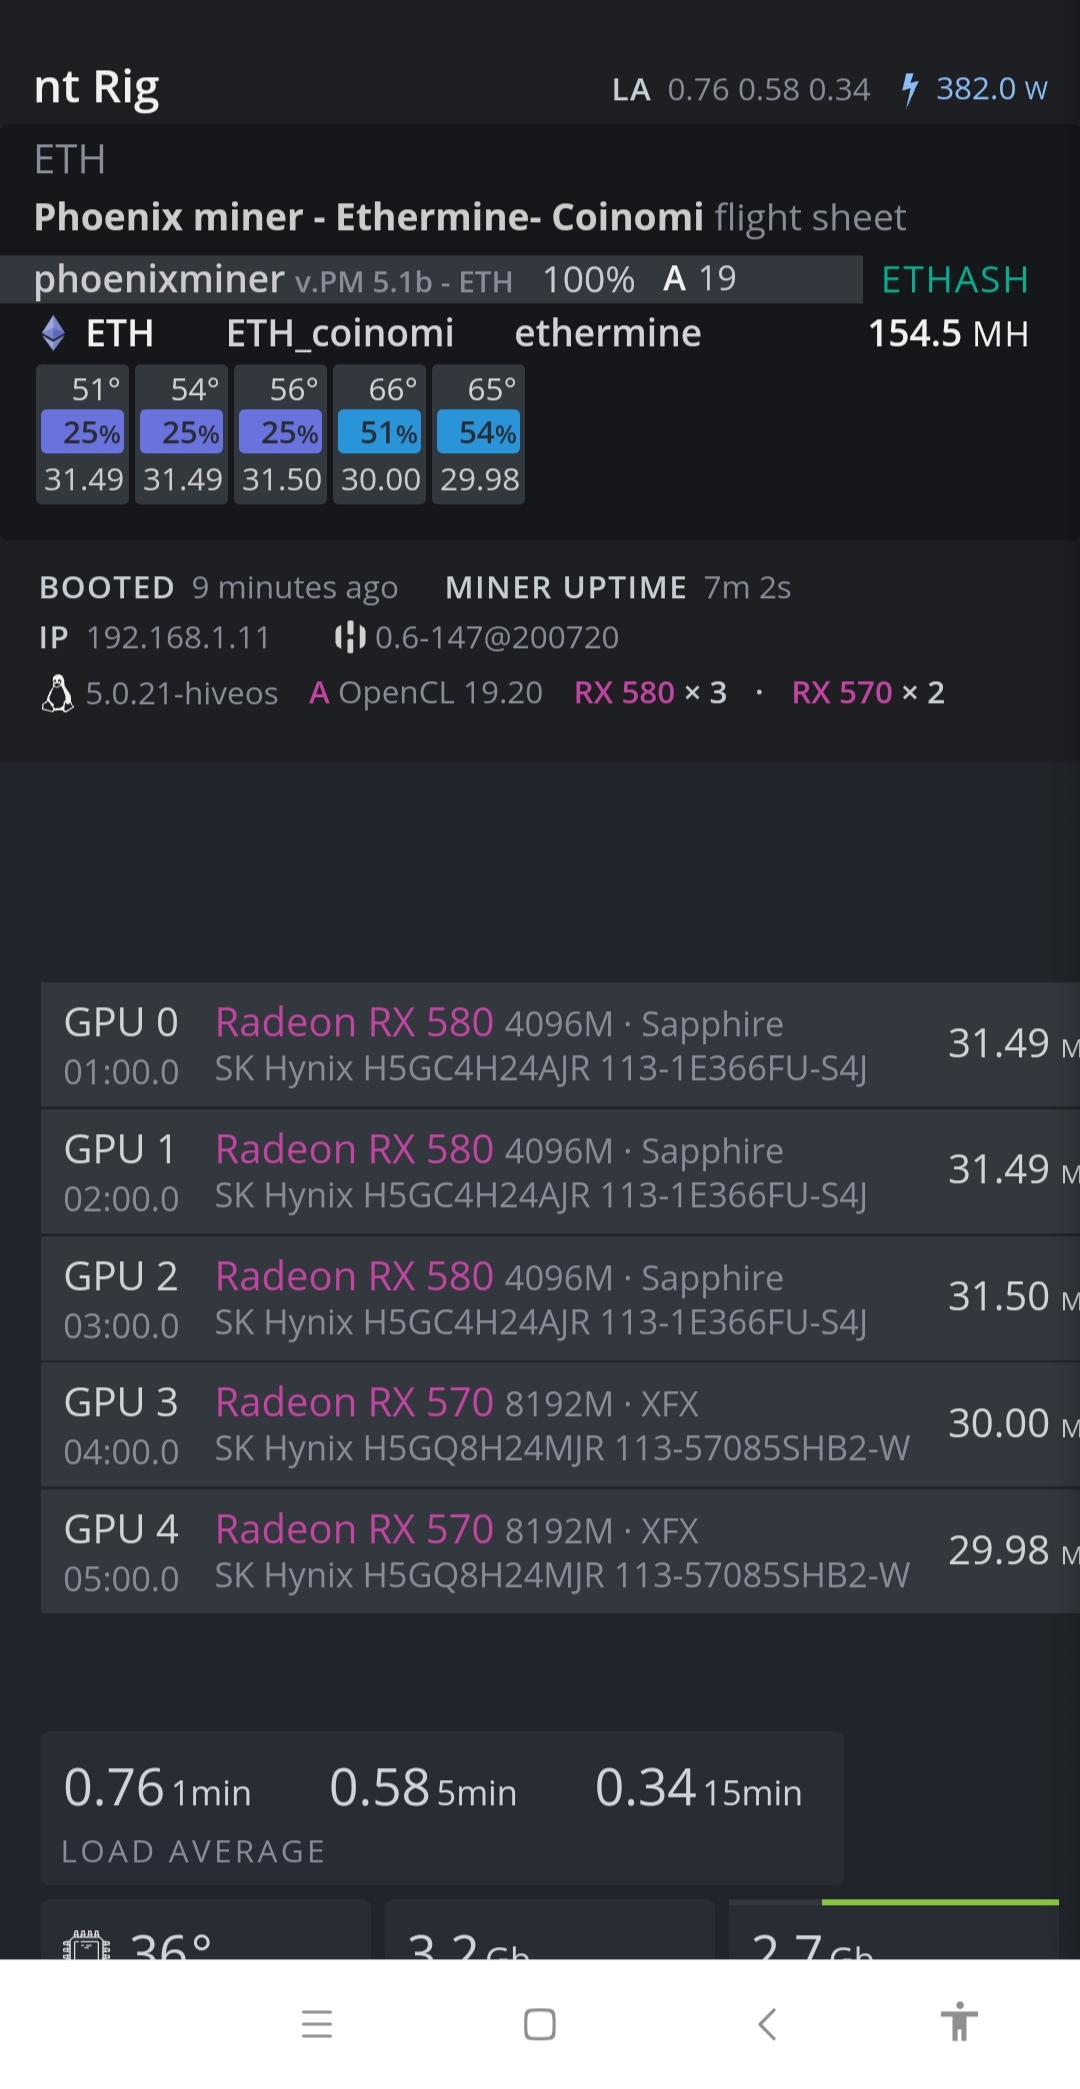 nt Rig LA 0.76 0.58 0.34 382.0 W
ETH
Phoenix miner - Ethermine- Coinomi flight sheet
phoenixminer v.PM 5.1b - ETH 100% A 19 ETHASH
ETH ETH_coinomi ethermine 154.5 MH
51° 54° 56° 66° 65°
25% 25% 25% 51% 54%
31.49 31.49 31.50 30.00 29.98
BOOTED 9 minutes ago MINER UPTIME 7m 2s
IP 192.168.1.11 0.6-147@200720
5.0.21-hiveos A OpenCL 19.20 RX 580 × 3 · RX 570 × 2
GPU 0 Radeon RX 580 4096M · Sapphire 31.49 M
01:00.0 SK Hynix H5GC4H24AJR 113-1E366FU-S4J
GPU 1 Radeon RX 580 4096M · Sapphire 31.49 M
02:00.0 SK Hynix H5GC4H24AJR 113-1E366FU-S4J
GPU 2 Radeon RX 580 4096M · Sapphire 31.50 M
03:00.0 SK Hynix H5GC4H24AJR 113-1E366FU-S4J
GPU 3 Radeon RX 570 8192M · XFX 30.00 M
04:00.0 SK Hynix H5GQ8H24MJR 113-57085SHB2-W
GPU 4 Radeon RX 570 8192M · XFX 29.98 M
05:00.0 SK Hynix H5GQ8H24MJR 113-57085SHB2-W
0.76 1min 0.58 5min 0.34 15min
LOAD AVERAGE
36° 3.2 Gb 2.7 Gb